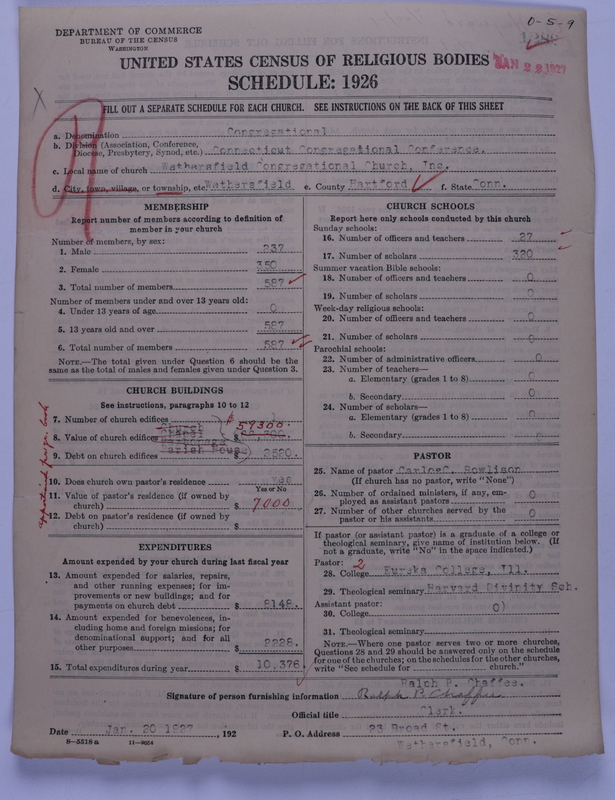 0-5-9
DEPARTMENT OF COMMERCE
BUREAU OF THE CENSUS
WASHINGTON
UNITED STATES CENSUS OF RELIGIOUS BODIES
JAN 28 1927
SCHEDULE: 1926
FILL OUT A SEPARATE SCHEDULE FOR EACH CHURCH. SEE INSTRUCTIONS ON THE BACK OF THIS SHEET
a. Denomination Congregational
b. Division (Association, Conference, Diocese, Presbytery, Synod, etc.) Connecticut Congregational Conference.
c. Local name of church Wethersfield Congregational Church, Inc.
d. City, town, village, or township, etc. Wethersfield e. County Hartford f. State Conn.
MEMBERSHIP
Report number of members according to definition of
member in your church
Number of members, by sex:
1. Male 237
2. Female 350
3. Total number of members 587
Number of members under and over 13 years old:
4. Under 13 years of age 0
5. 13 years old and over 587
6. Total number of members 587
NOTE.—The total given under Question 6 should be the
same as the total of males and females given under Question 3.
CHURCH BUILDINGS
See instructions, paragraphs 10 to 12
7. Number of church edifices
8. Value of church edifices $ 59300.
9. Debt on church edifices Parish House $ 2520.
10. Does church own pastor's residence yes
Yes or No
11. Value of pastor's residence (if owned by
church) $ 7000
12. Debt on pastor's residence (if owned by
church) $
EXPENDITURES
Amount expended by your church during last fiscal year
13. Amount expended for salaries, repairs,
and other running expenses; for im-
provements or new buildings; and for
payments on church debt $ 8148.
14. Amount expended for benevolences, in-
cluding home and foreign missions; for
denominational support; and for all
other purposes $ 2228.
15. Total expenditures during year $ 10,376
CHURCH SCHOOLS
Report here only schools conducted by this church
Sunday schools:
16. Number of officers and teachers 27
17. Number of scholars 320
Summer vacation Bible schools:
18. Number of officers and teachers 0
19. Number of scholars 0
Week-day religious schools:
20. Number of officers and teachers 0
21. Number of scholars 0
Parochial schools:
22. Number of administrative officers 0
23. Number of teachers—
a. Elementary (grades 1 to 8) 0
b. Secondary 0
24. Number of scholars—
a. Elementary (grades 1 to 8) 0
b. Secondary
PASTOR
25. Name of pastor Carlos C. Rowlison
(If church has no pastor, write "None")
26. Number of ordained ministers, if any, em-
ployed as assistant pastors 0
27. Number of other churches served by the
pastor or his assistants 0
If pastor (or assistant pastor) is a graduate of a college or
theological seminary, give name of institution below. (If
not a graduate, write "No" in the space indicated.)
Pastor: 2
28. College Eureka College, Ill.
29. Theological seminary Harvard Divinity Sch.
Assistant pastor:
30. College 0)
31. Theological seminary
NOTE.—Where one pastor serves two or more churches,
Questions 28 and 29 should be answered only on the schedule
for one of the churches; on the schedules for the other churches,
write "See schedule for church."
Ralph P. Chaffee.
Signature of person furnishing information Ralph P. Chaffee
Official title Clerk.
Date Jan. 20 1927, 192 P. O. Address 23 Broad St.
Wethersfield, Conn.
8-5518a 11-9664